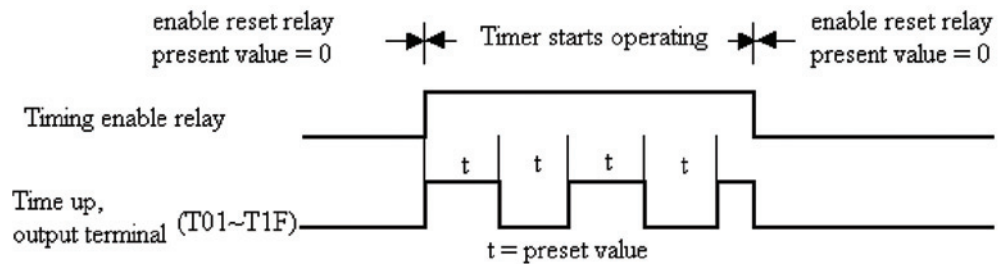 enable reset relay
present value = 0
Timer starts operating
enable reset relay
present value = 0
Timing enable relay
t t t t
Time up,
output terminal (T01~T1F)
t = preset value